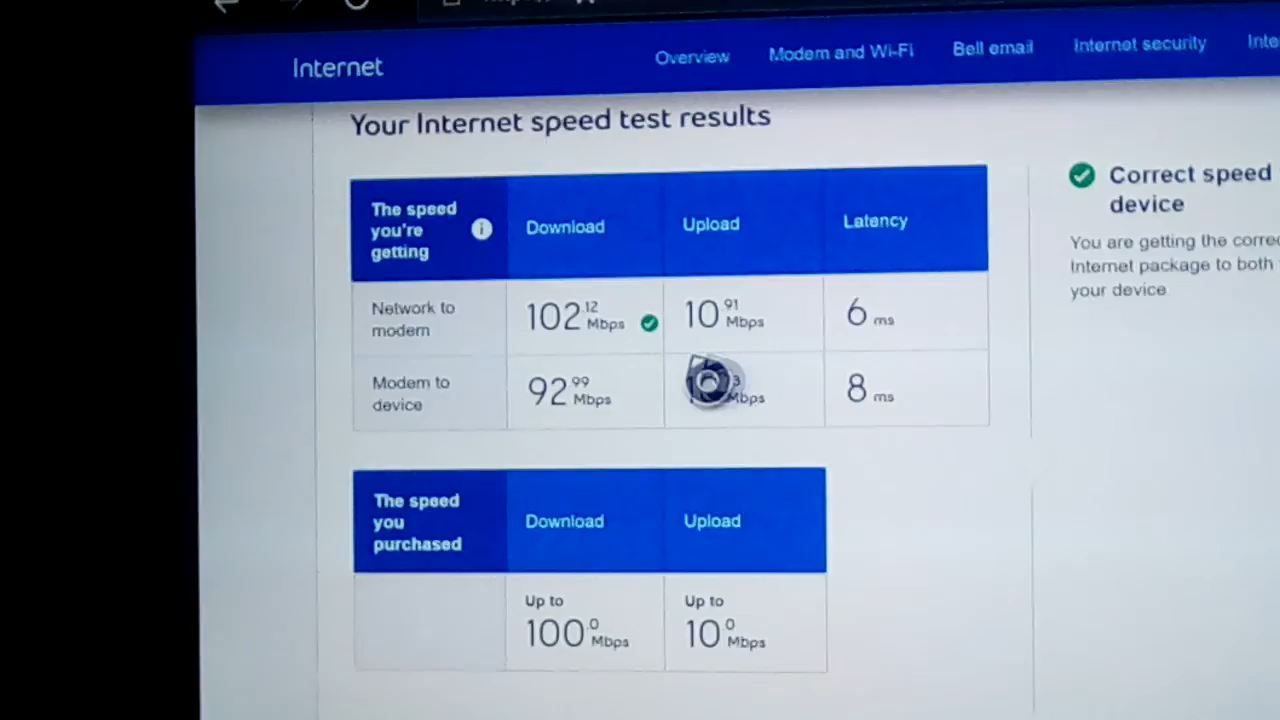 Internet
Overview Modem and Wi-Fi Bell email Internet security
Your Internet speed test results
The speed
you're
getting
Download Upload Latency
Network to
modem
102.12 Mbps 10.91 Mbps 6 ms
Modem to
device
92.99 Mbps Mbps 8 ms
Correct speed
device
You are getting the
Internet package to both
your device
The speed
you
purchased
Download Upload
Up to Up to
100.0 Mbps 10.0 Mbps